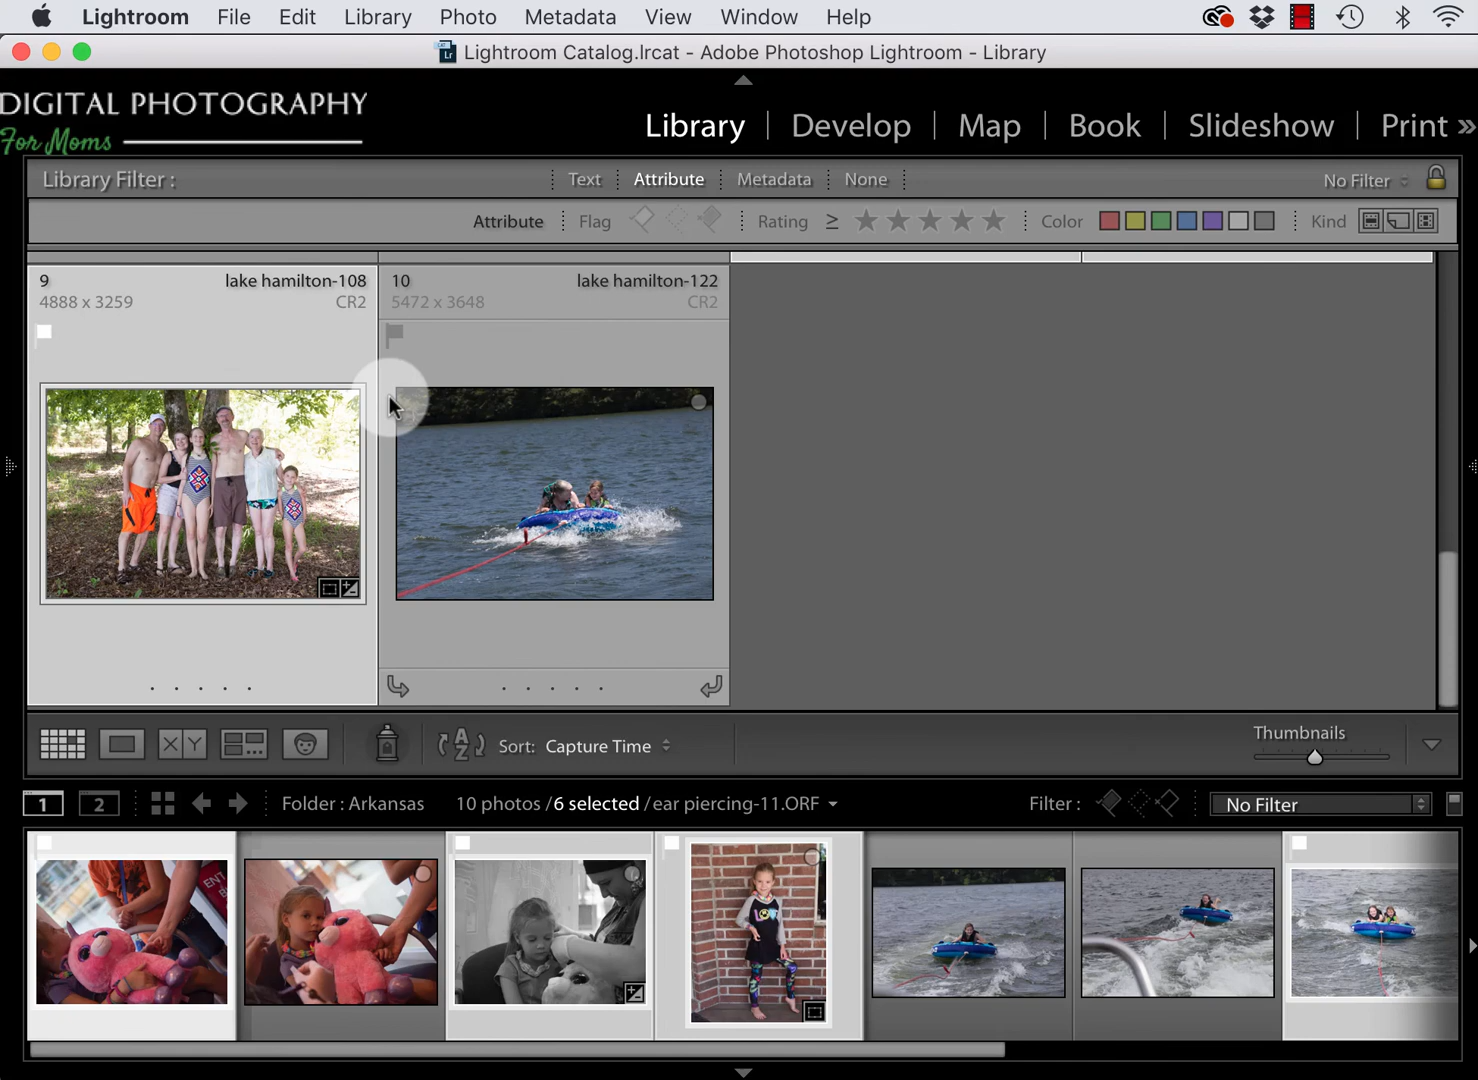 Lightroom File Edit Library Photo Metadata View Window Help
Lr Lightroom Catalog.lrcat - Adobe Photoshop Lightroom - Library
DIGITAL PHOTOGRAPHY
For Moms
Library | Develop | Map | Book | Slideshow | Print »
Library Filter : Text Attribute Metadata None No Filter
Attribute Flag Rating ≥ Color Kind
9 lake hamilton-108
4888 x 3259 CR2
10 lake hamilton-122
5472 x 3648 CR2
X Y A Z Sort: Capture Time Thumbnails
1 2 Folder : Arkansas 10 photos / 6 selected / ear piercing-11.ORF Filter : No Filter
ENT